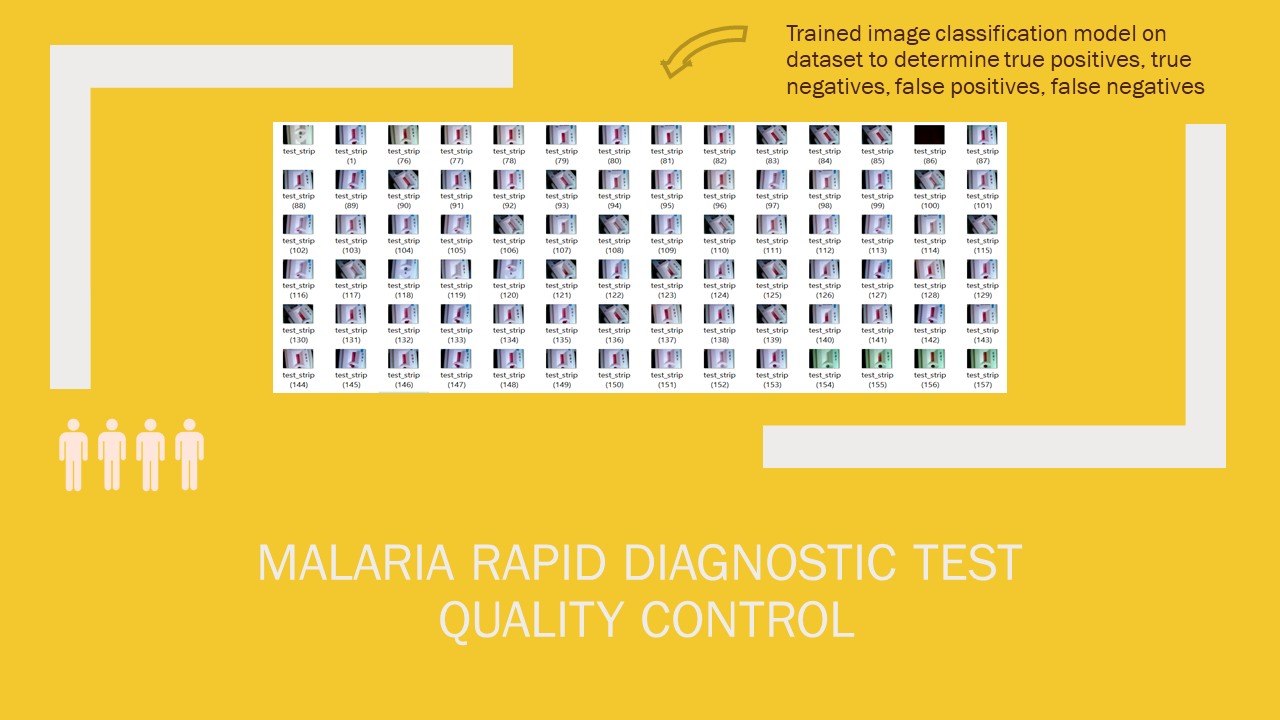 Trained image classification model on
dataset to determine true positives, true
negatives, false positives, false negatives
test_strip test_strip test_strip test_strip test_strip test_strip test_strip test_strip test_strip test_strip test_strip test_strip test_strip test_strip
(1) (76) (77) (78) (79) (80) (81) (82) (83) (84) (85) (86) (87)
test_strip test_strip test_strip test_strip test_strip test_strip test_strip test_strip test_strip test_strip test_strip test_strip test_strip test_strip
(88) (89) (90) (91) (92) (93) (94) (95) (96) (97) (98) (99) (100) (101)
test_strip test_strip test_strip test_strip test_strip test_strip test_strip test_strip test_strip test_strip test_strip test_strip test_strip test_strip
(102) (103) (104) (105) (106) (107) (108) (109) (110) (111) (112) (113) (114) (115)
test_strip test_strip test_strip test_strip test_strip test_strip test_strip test_strip test_strip test_strip test_strip test_strip test_strip test_strip
(116) (117) (118) (119) (120) (121) (122) (123) (124) (125) (126) (127) (128) (129)
test_strip test_strip test_strip test_strip test_strip test_strip test_strip test_strip test_strip test_strip test_strip test_strip test_strip test_strip
(130) (131) (132) (133) (134) (135) (136) (137) (138) (139) (140) (141) (142) (143)
test_strip test_strip test_strip test_strip test_strip test_strip test_strip test_strip test_strip test_strip test_strip test_strip test_strip test_strip
(144) (145) (146) (147) (148) (149) (150) (151) (152) (153) (154) (155) (156) (157)
MALARIA RAPID DIAGNOSTIC TEST
QUALITY CONTROL